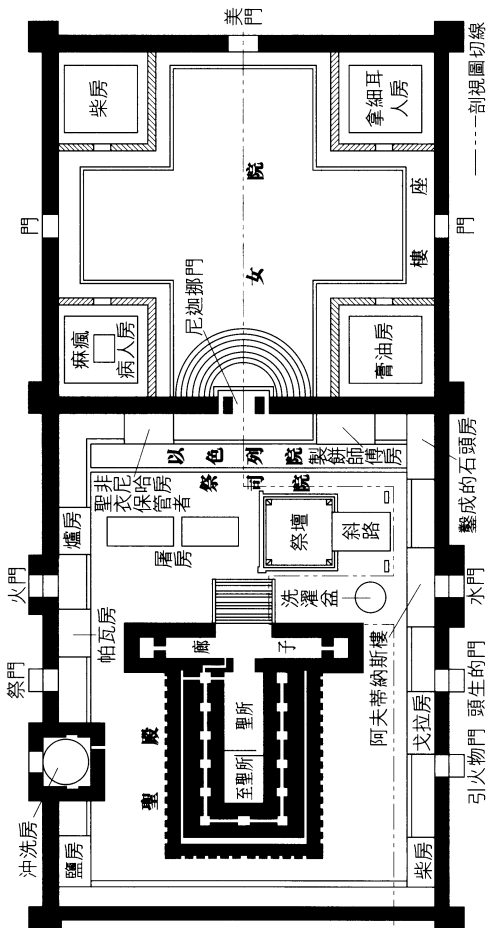 沖洗房
祭門
火門
門
鹽房
帕瓦房
爐房
聖衣保管者
非尼哈房
麻瘋
病人房
柴房
聖殿
屠房
以色列院
祭司院
尼迦挪門
廊子
至聖所
聖所
女院
美門
洗濯盆
祭壇
斜路
製餅師傅房
膏油房
拿細耳
人房
樓座
柴房
戈拉房
阿夫蒂納斯樓
鑿成的石頭房
引火物門
頭生的門
水門
門
剖視圖切線